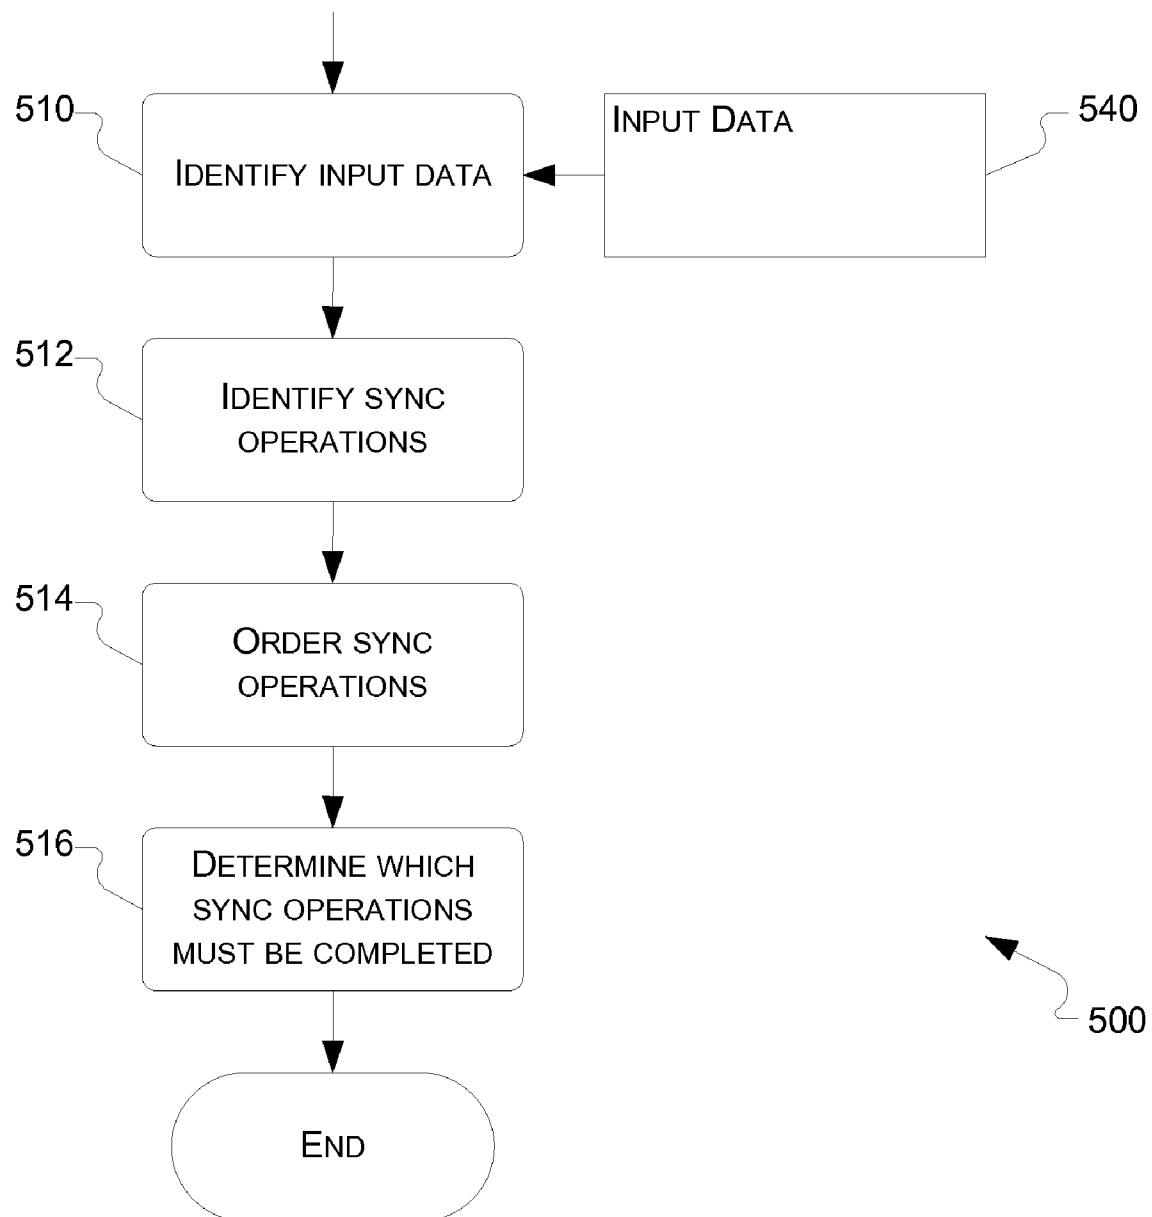 510
IDENTIFY INPUT DATA
INPUT DATA
540
512
IDENTIFY SYNC
OPERATIONS
514
ORDER SYNC
OPERATIONS
516
DETERMINE WHICH
SYNC OPERATIONS
MUST BE COMPLETED
500
END